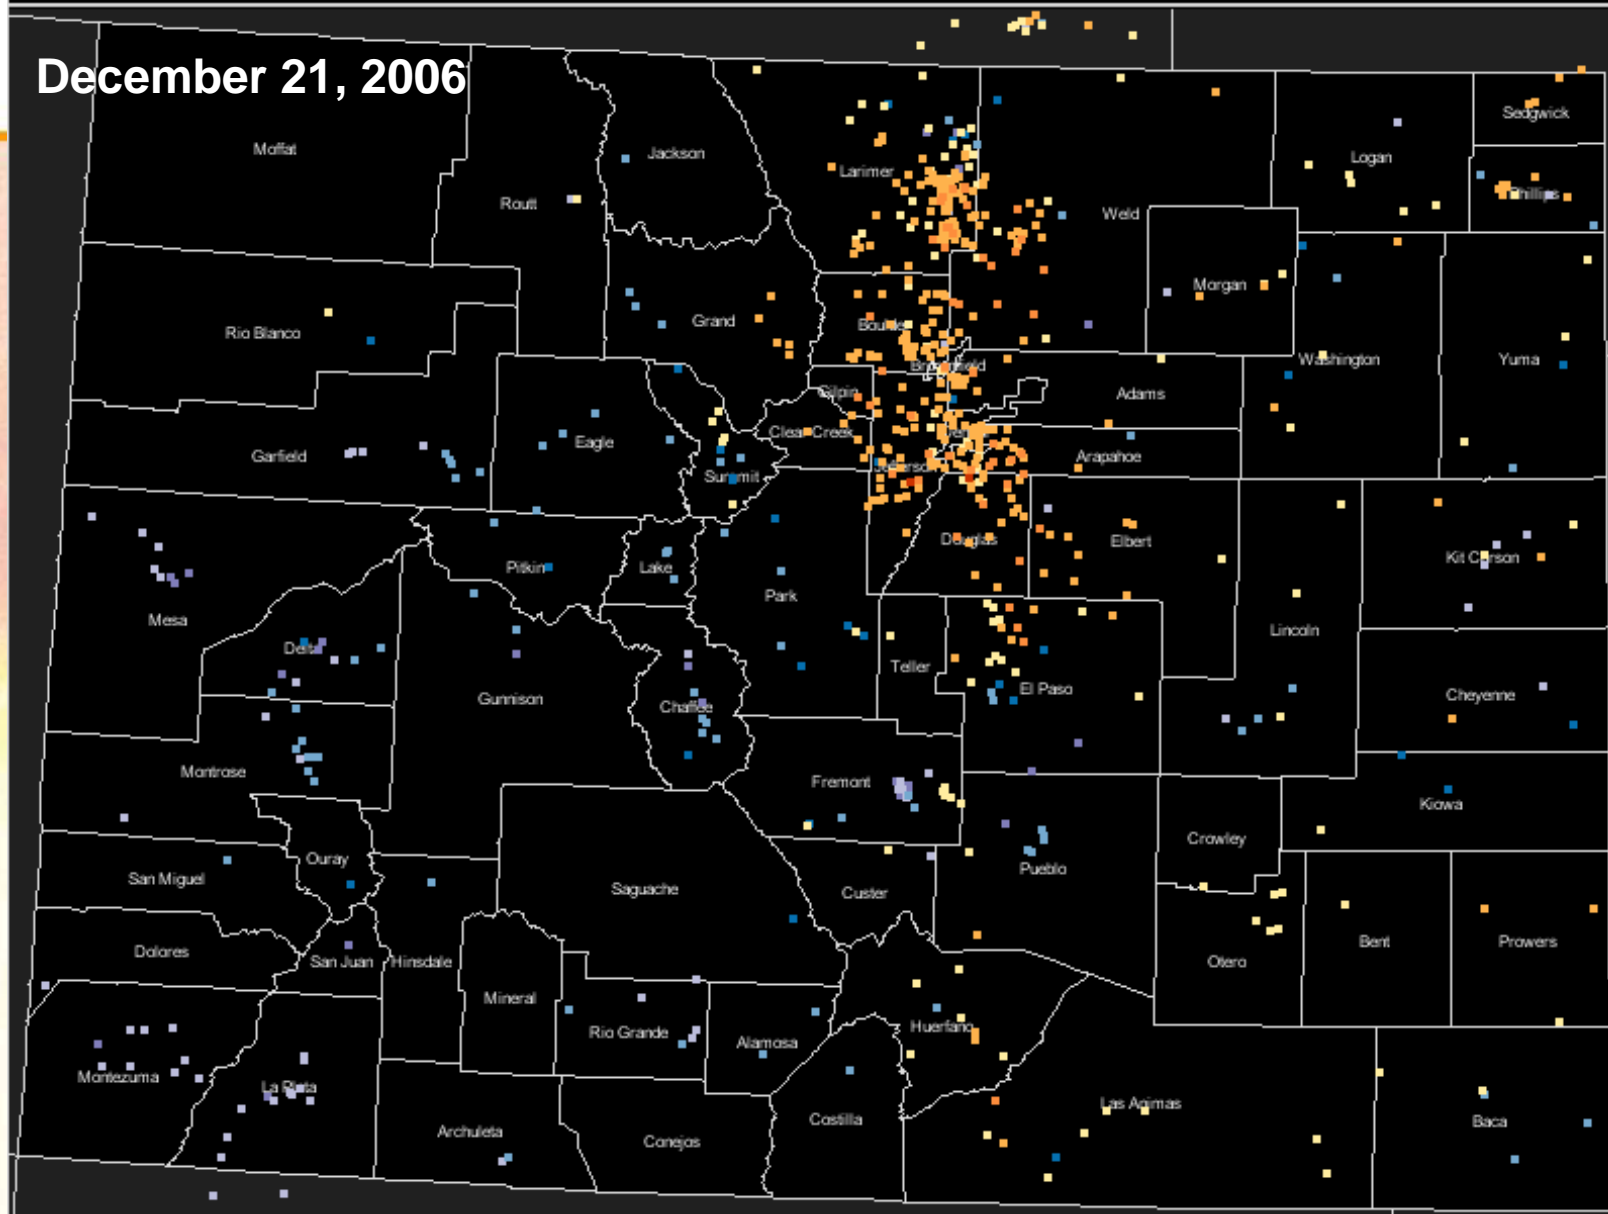 December 21, 2006
Moffat
Routt
Jackson
Larimer
Weld
Logan
Sedgwick
Phillips
Morgan
Rio Blanco
Grand
Boulder
Broomfield
Washington
Yuma
Gilpin
Adams
Garfield
Eagle
Clear Creek
Denver
Arapahoe
Summit
Jefferson
Mesa
Pitkin
Lake
Park
Douglas
Elbert
Kit Carson
Delta
Gunnison
Chaffee
Teller
El Paso
Lincoln
Cheyenne
Montrose
Fremont
Kiowa
Ouray
San Miguel
Saguache
Custer
Pueblo
Crowley
Dolores
San Juan
Hinsdale
Mineral
Otero
Bent
Prowers
Rio Grande
Alamosa
Huerfano
Montezuma
La Plata
Archuleta
Conejos
Costilla
Las Animas
Baca